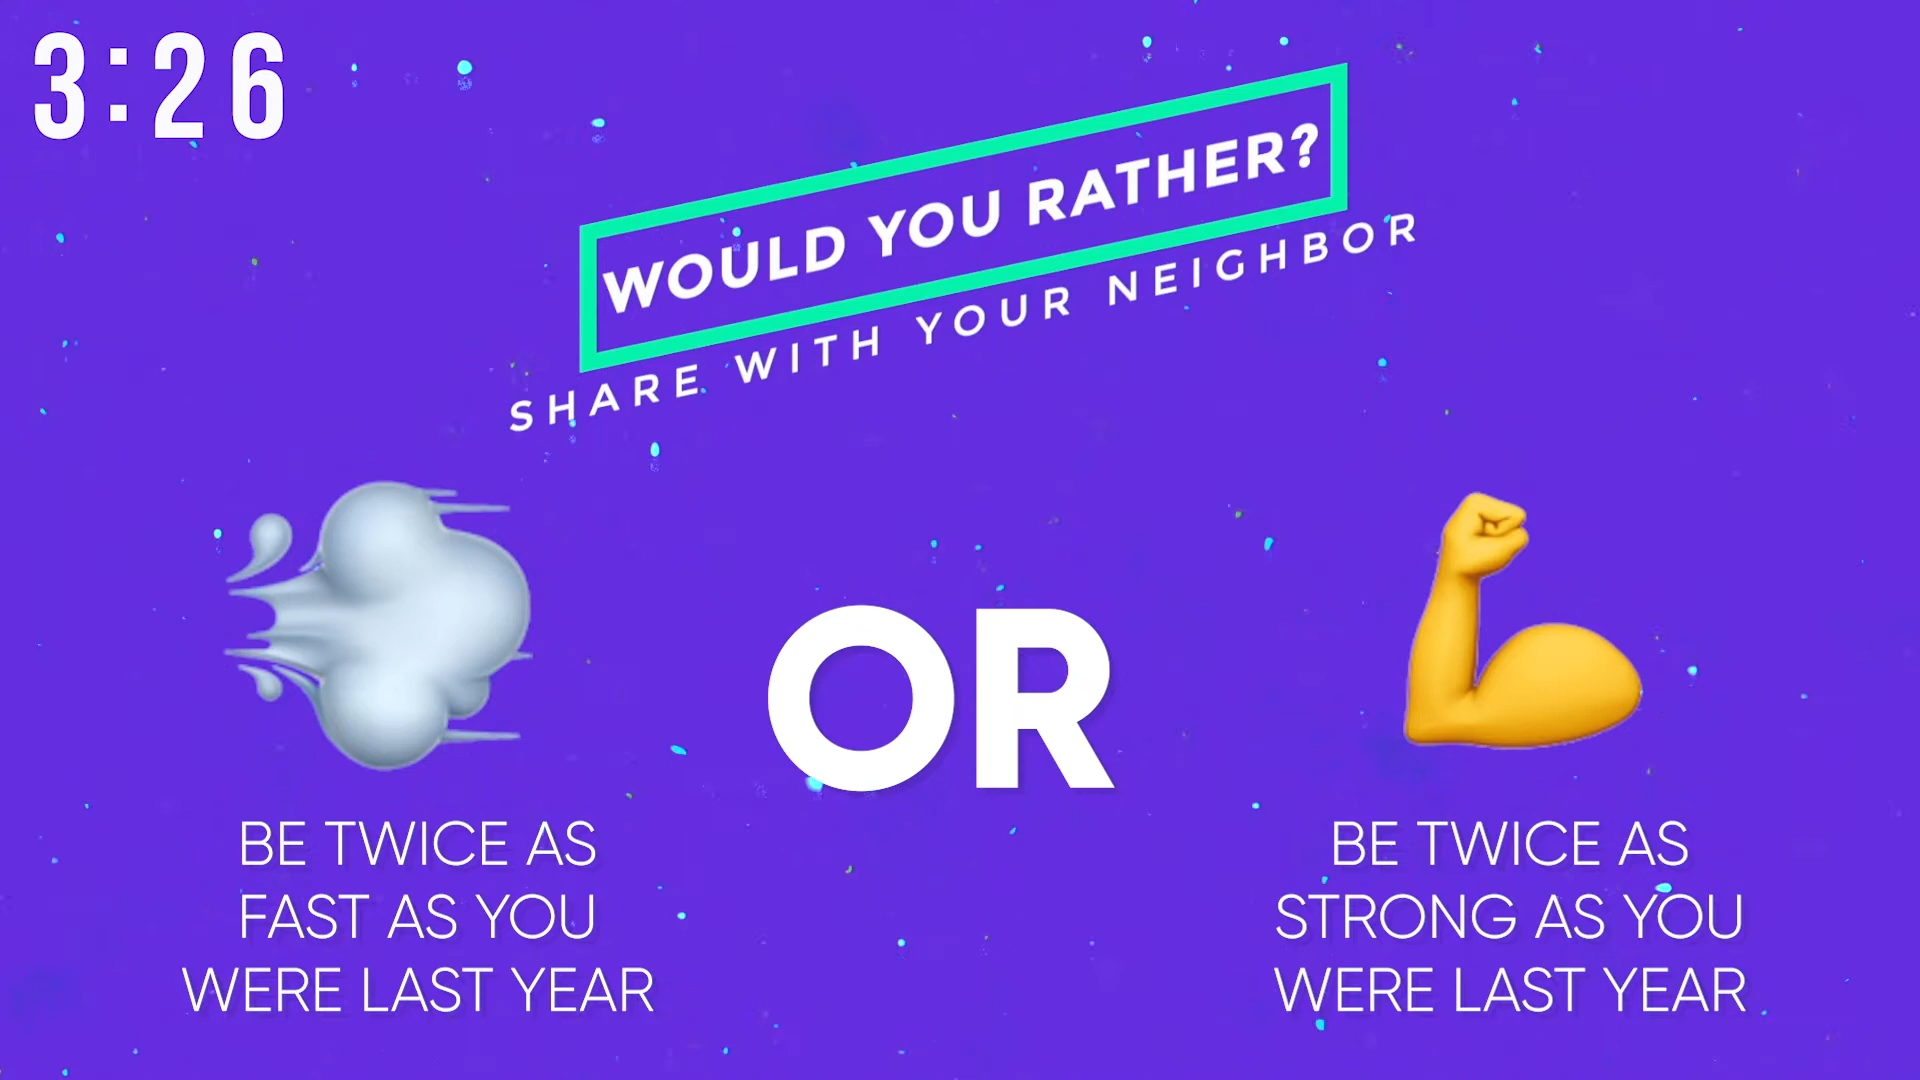 3:26
WOULD YOU RATHER?
SHARE WITH YOUR NEIGHBOR
OR
BE TWICE AS
FAST AS YOU
WERE LAST YEAR
BE TWICE AS
STRONG AS YOU
WERE LAST YEAR